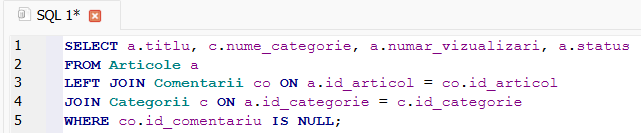 SQL 1*
1 SELECT a.titlu, c.nume_categorie, a.numar_vizualizari, a.status
2 FROM Articole a
3 LEFT JOIN Comentarii co ON a.id_articol = co.id_articol
4 JOIN Categorii c ON a.id_categorie = c.id_categorie
5 WHERE co.id_comentariu IS NULL;